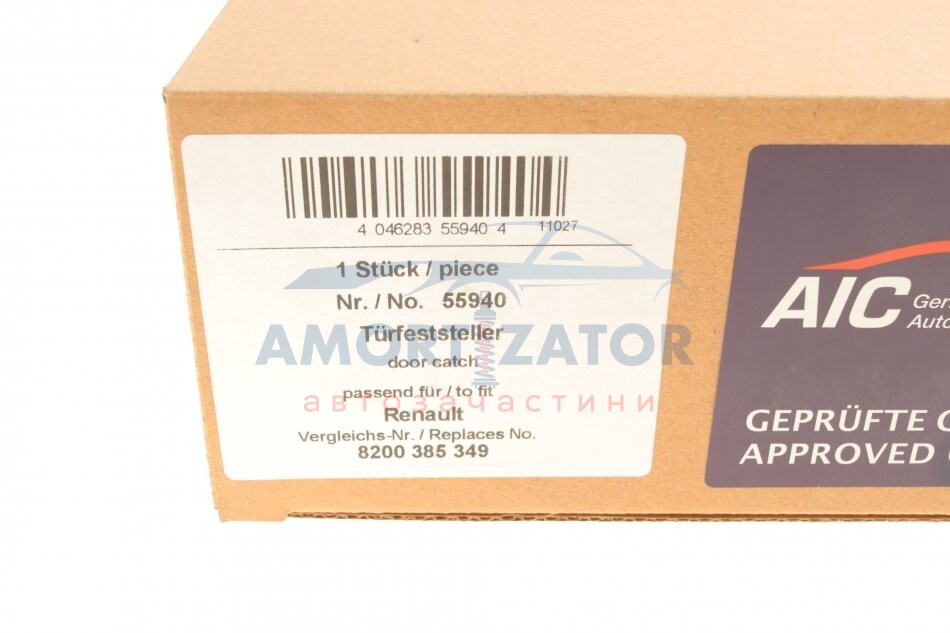 4 046283 55940 4 11027
1 Stück / piece
Nr. / No. 55940
Türfeststeller
AMORTIZATOR
door catch
passend für / to fit
автозачастини
Renault
Vergleichs-Nr. / Replaces No.
8200 385 349
AIC
GEPRÜFTE
APPROVED